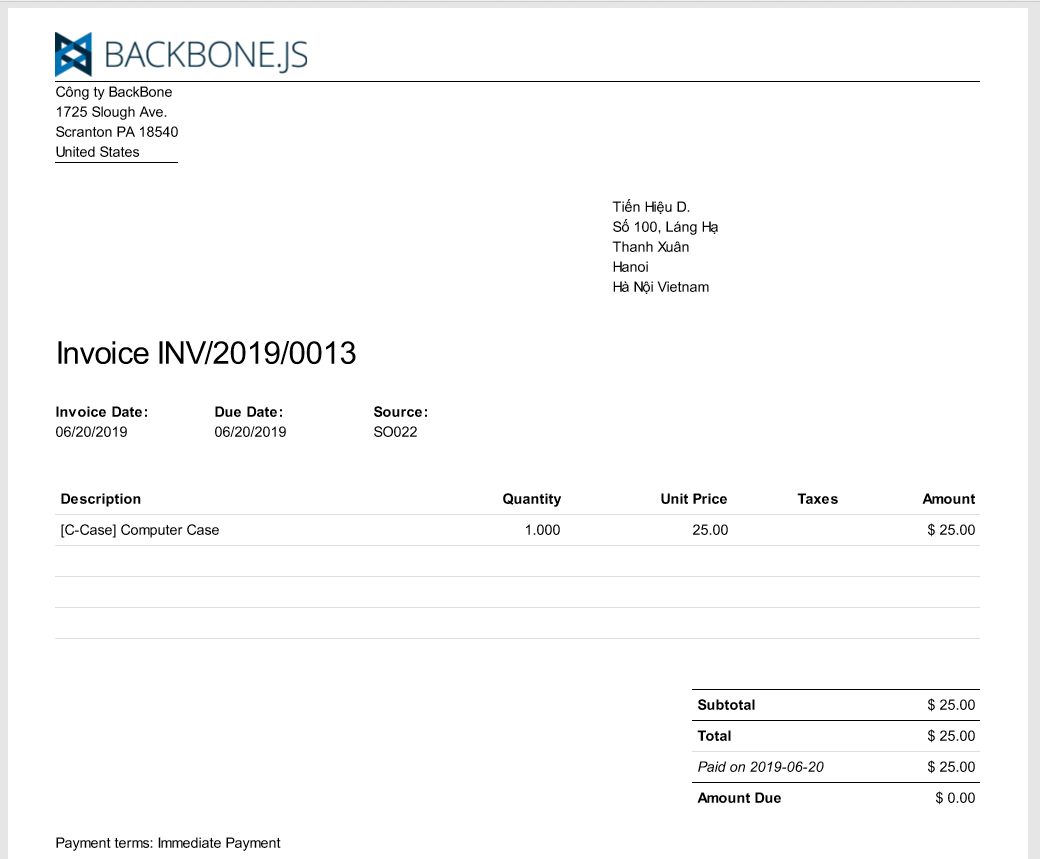 BACKBONE.JS
Công ty BackBone
1725 Slough Ave.
Scranton PA 18540
United States
Tiến Hiệu D.
Số 100, Láng Hạ
Thanh Xuân
Hanoi
Hà Nội Vietnam
Invoice INV/2019/0013
Invoice Date: Due Date: Source:
06/20/2019 06/20/2019 SO022
Description Quantity Unit Price Taxes Amount
[C-Case] Computer Case 1.000 25.00 $ 25.00
Subtotal $ 25.00
Total $ 25.00
Paid on 2019-06-20 $ 25.00
Amount Due $ 0.00
Payment terms: Immediate Payment